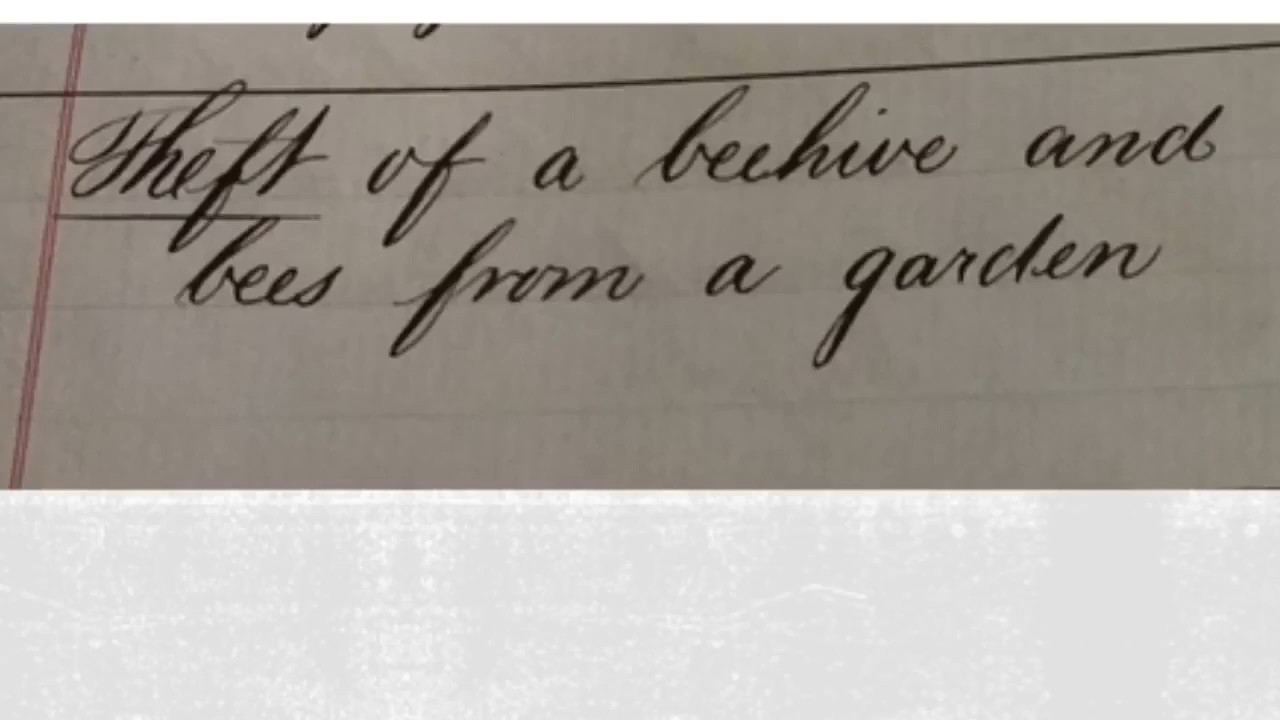 Theft of a beehive and
bees from a garden